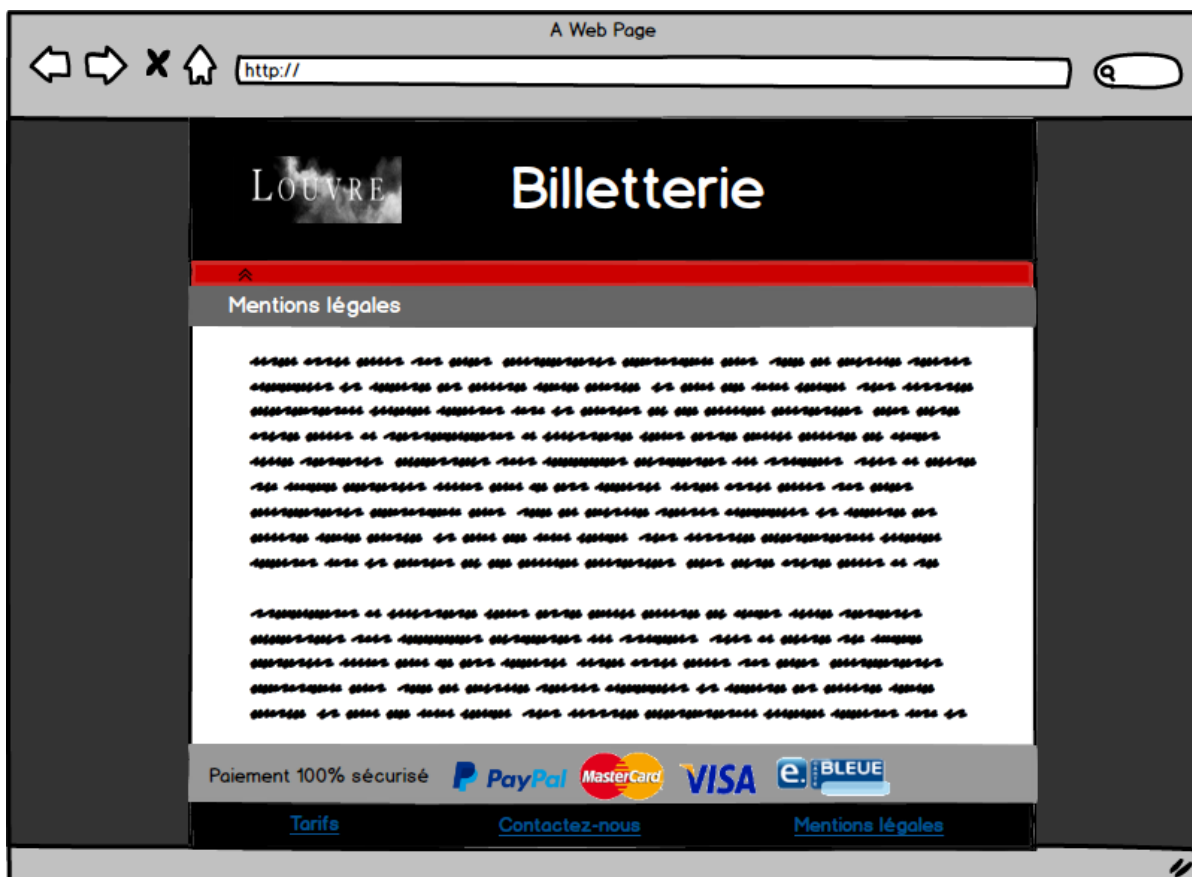 A Web Page
http://
LOUVRE
Billetterie
Mentions légales
Paiement 100% sécurisé
PayPal
MasterCard
VISA
e.
BLEUE
Tarifs
Contactez-nous
Mentions légales